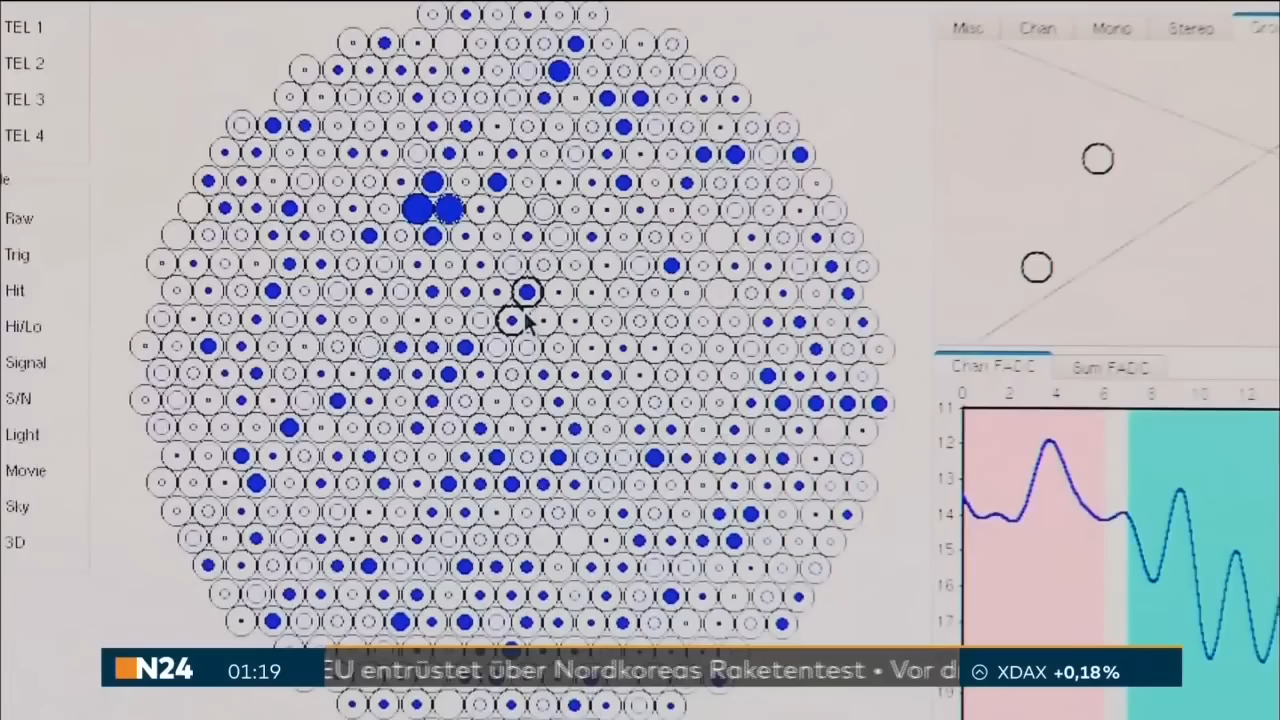 TEL 1
TEL 2
TEL 3
TEL 4
le
Raw
Trig
Hit
Hi/Lo
Signal
S/N
Light
Movie
Sky
3D
Misc Chan Mono Stereo
Chan FADC Sum FADC
0 2 4 6 8 10 12
11
12
13
14
15
16
17
19
N24 01:19 EU entrüstet über Nordkoreas Raketentest • Vor d XDAX +0,18%